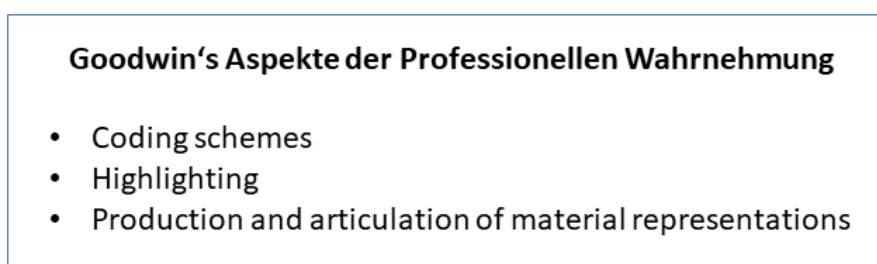 Goodwin‘s Aspekte der Professionellen Wahrnehmung
• Coding schemes
• Highlighting
• Production and articulation of material representations